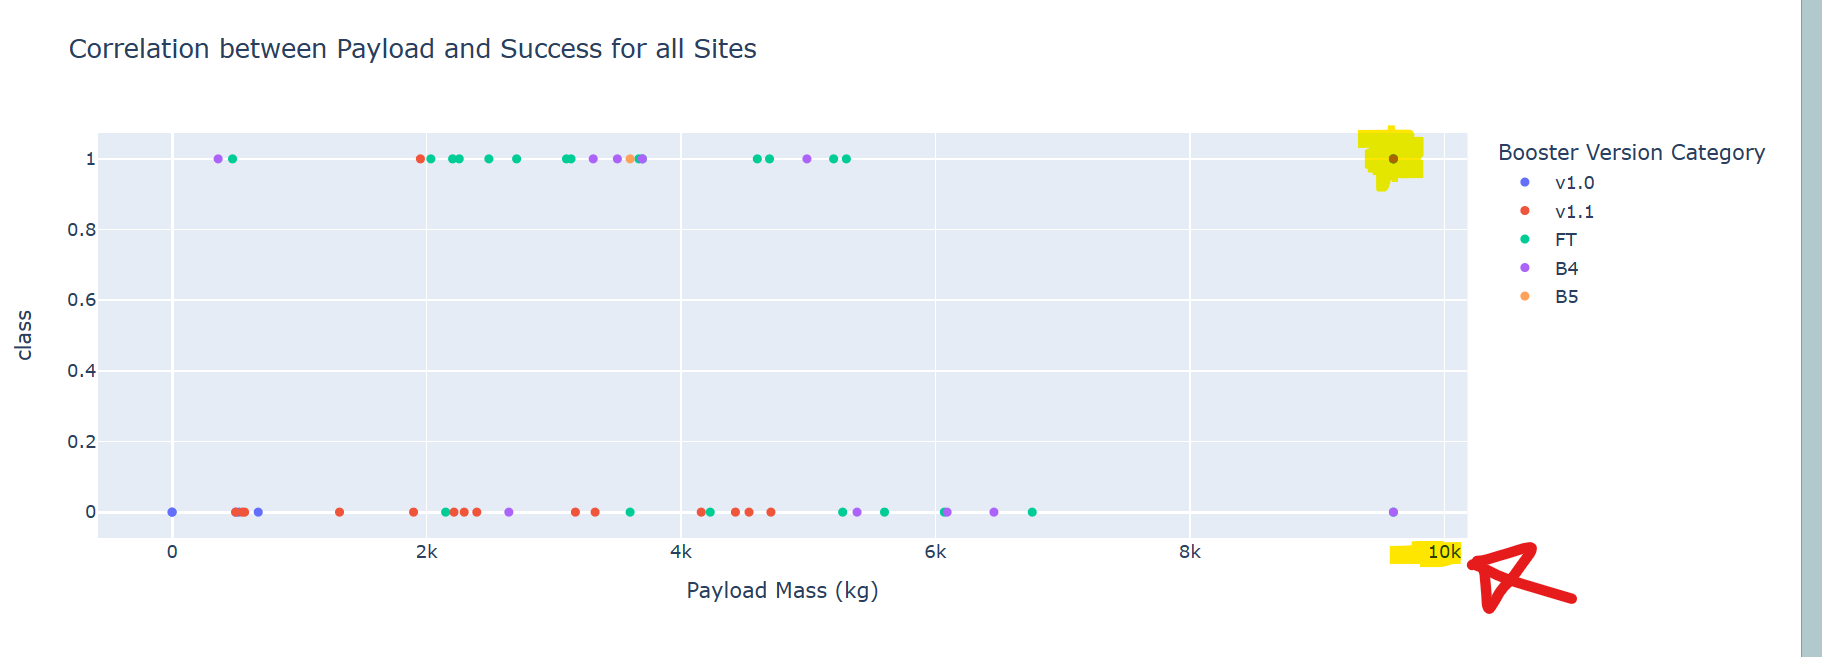 Correlation between Payload and Success for all Sites
1
0.8
0.6
0.4
0.2
0
class
0 2k 4k 6k 8k 10k
Payload Mass (kg)
Booster Version Category
v1.0
v1.1
FT
B4
B5